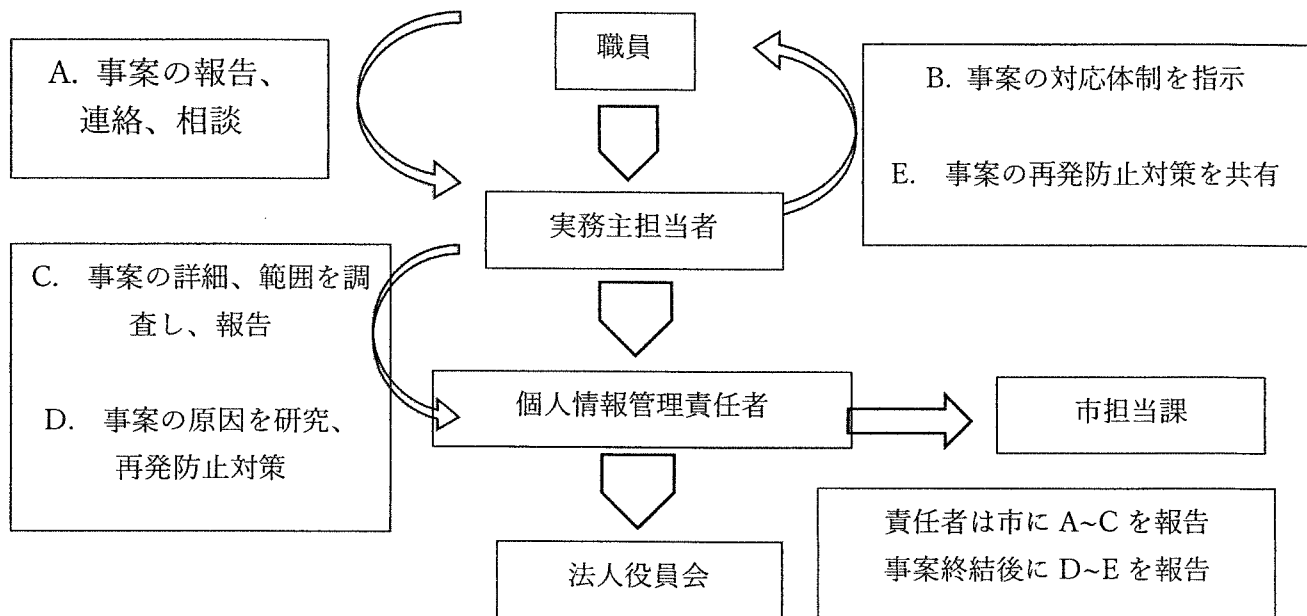 職員
A. 事案の報告、
連絡、相談
B. 事案の対応体制を指示
E. 事案の再発防止対策を共有
実務主担当者
C. 事案の詳細、範囲を調
査し、報告
D. 事案の原因を研究、
再発防止対策
個人情報管理責任者
市担当課
責任者は市に A~C を報告
事案終結後に D~E を報告
法人役員会